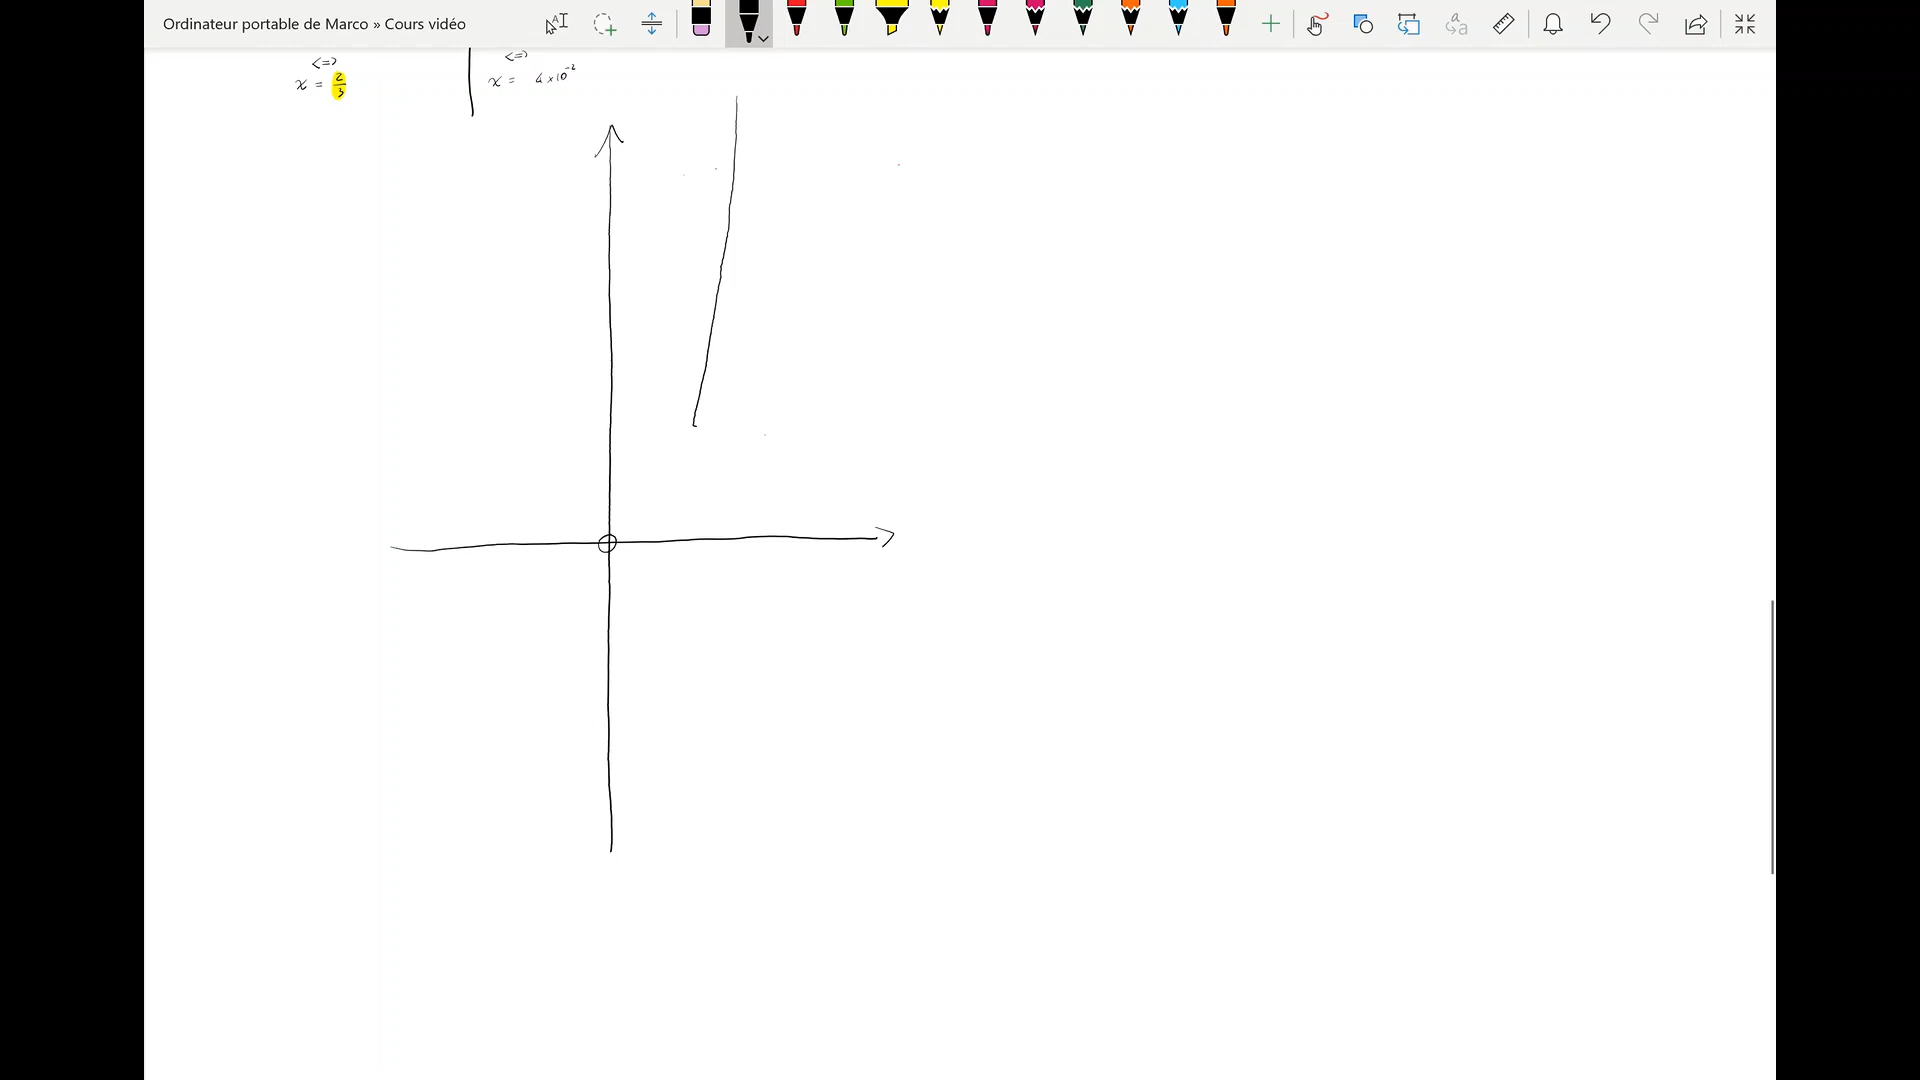 Ordinateur portable de Marco » Cours vidéo
<=>
x = 2/3
<=>
x = 4 x 10⁻²